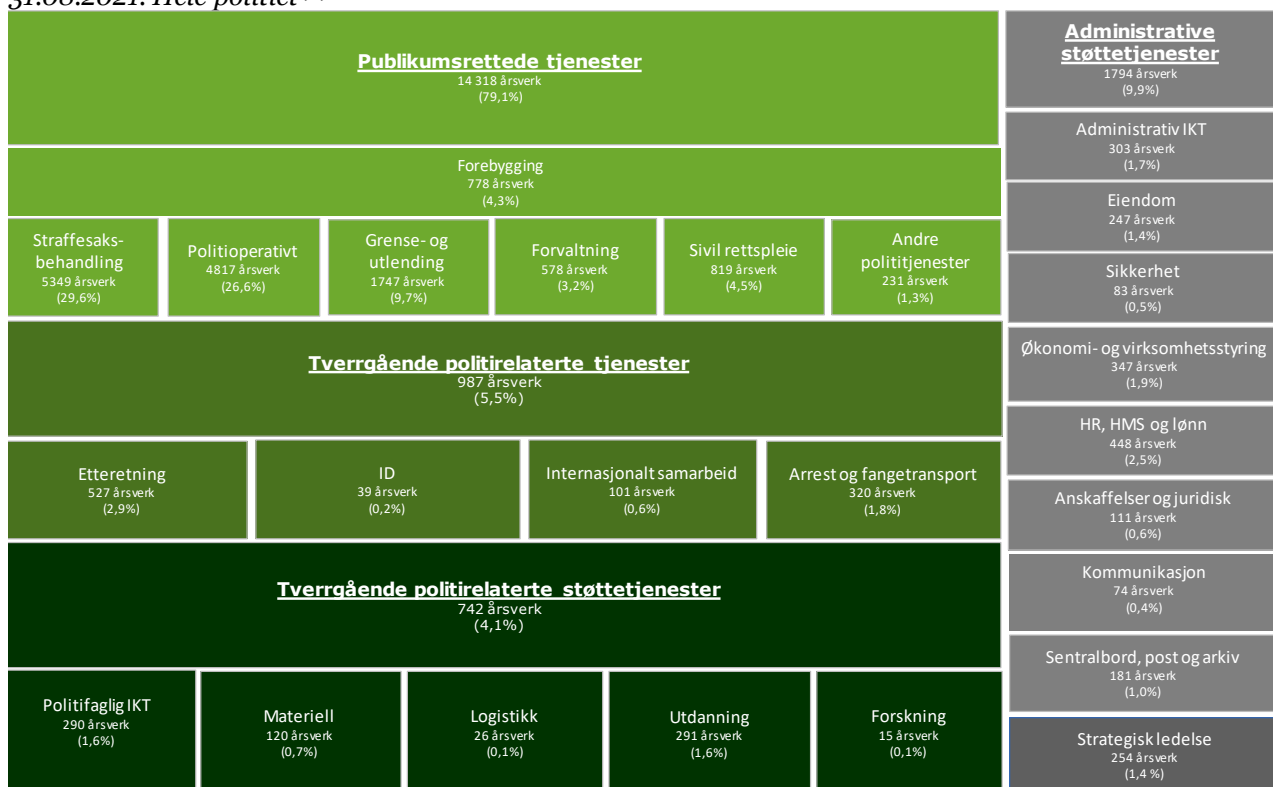 31.08.2021. Hele politiet
Publikumsrettede tjenester
14 318 årsverk
(79,1%)
Forebygging
778 årsverk
(4,3%)
Straffesaks-
behandling
5349 årsverk
(29,6%)
Politioperativt
4817 årsverk
(26,6%)
Grense- og
utlending
1747 årsverk
(9,7%)
Forvaltning
578 årsverk
(3,2%)
Sivil rettspleie
819 årsverk
(4,5%)
Andre
polititjenester
231 årsverk
(1,3%)
Tverrgående politirelaterte tjenester
987 årsverk
(5,5%)
Etteretning
527 årsverk
(2,9%)
ID
39 årsverk
(0,2%)
Internasjonalt samarbeid
101 årsverk
(0,6%)
Arrest og fangetransport
320 årsverk
(1,8%)
Tverrgående politirelaterte støttetjenester
742 årsverk
(4,1%)
Politifaglig IKT
290 årsverk
(1,6%)
Materiell
120 årsverk
(0,7%)
Logistikk
26 årsverk
(0,1%)
Utdanning
291 årsverk
(1,6%)
Forskning
15 årsverk
(0,1%)
Administrative
støttetjenester
1794 årsverk
(9,9%)
Administrativ IKT
303 årsverk
(1,7%)
Eiendom
247 årsverk
(1,4%)
Sikkerhet
83 årsverk
(0,5%)
Økonomi- og virksomhetsstyring
347 årsverk
(1,9%)
HR, HMS og lønn
448 årsverk
(2,5%)
Anskaffelser og juridisk
111 årsverk
(0,6%)
Kommunikasjon
74 årsverk
(0,4%)
Sentralbord, post og arkiv
181 årsverk
(1,0%)
Strategisk ledelse
254 årsverk
(1,4 %)